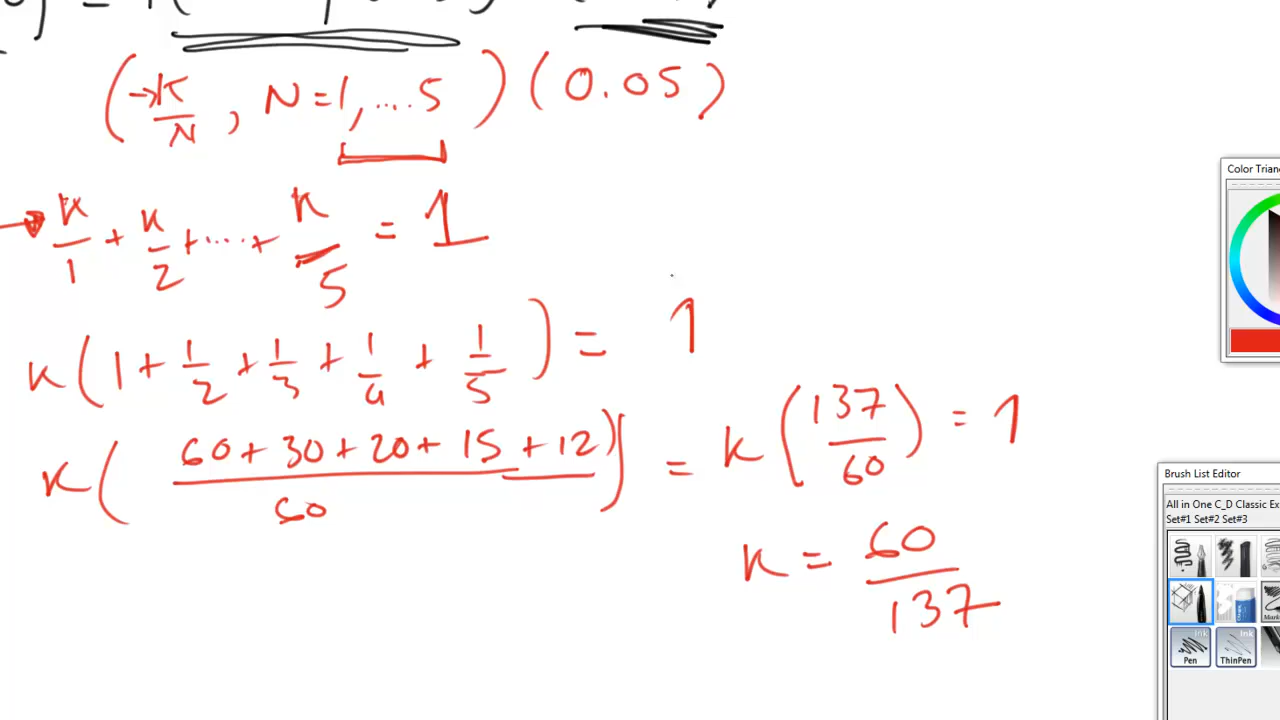 (→K/N, N=1,....5)(0.05)
K/1 + K/2 + .... + K/5 = 1
K(1 + 1/2 + 1/3 + 1/4 + 1/5) = 1
K((60+30+20+15+12)/60) = K(137/60) = 1
K = 60/137
Color Trian
Brush List Editor
All in One C_D Classic Ex
Set#1 Set#2 Set#3
Ink Pen
Ink ThinPen